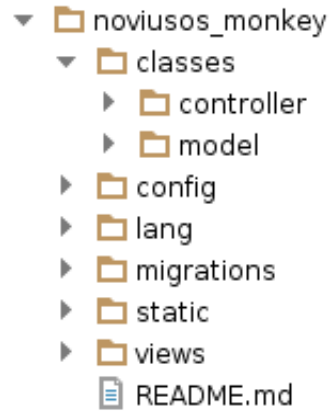 noviusos_monkey
classes
controller
model
config
lang
migrations
static
views
README.md